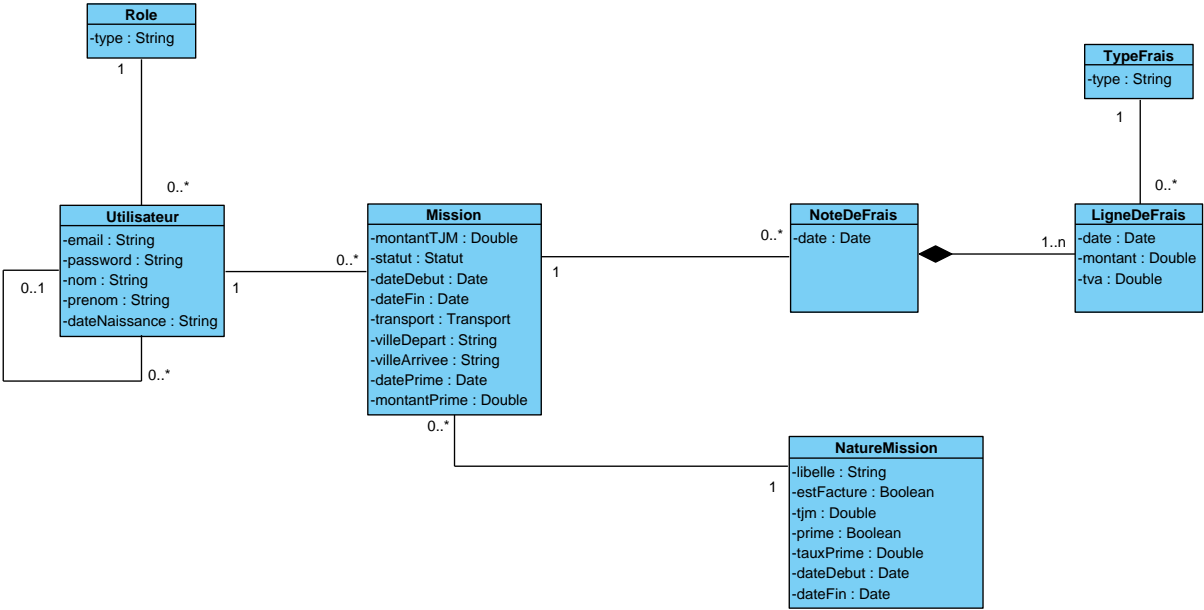 Role
-type : String
1
0..*
Utilisateur
-email : String
-password : String
-nom : String
-prenom : String
-dateNaissance : String
0..1
0..*
1
0..*
Mission
-montantTJM : Double
-statut : Statut
-dateDebut : Date
-dateFin : Date
-transport : Transport
-villeDepart : String
-villeArrivee : String
-datePrime : Date
-montantPrime : Double
1
0..*
0..*
1
NoteDeFrais
-date : Date
1..n
TypeFrais
-type : String
1
0..*
LigneDeFrais
-date : Date
-montant : Double
-tva : Double
NatureMission
-libelle : String
-estFacture : Boolean
-tjm : Double
-prime : Boolean
-tauxPrime : Double
-dateDebut : Date
-dateFin : Date